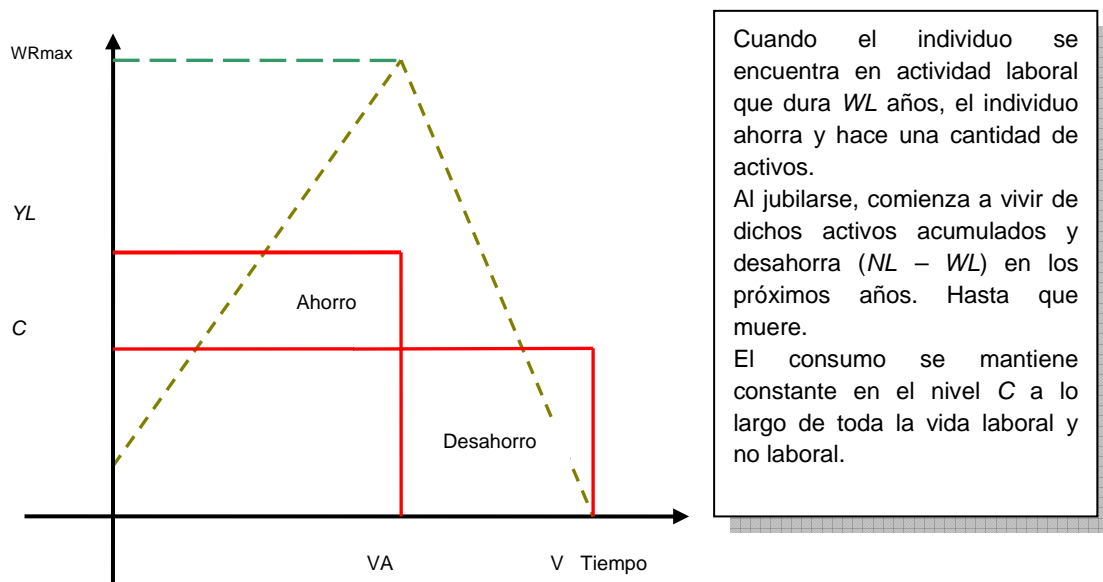 WRmax
YL
C
Ahorro
Desahorro
VA
V Tiempo
Cuando el individuo se
encuentra en actividad laboral
que dura WL años, el individuo
ahorra y hace una cantidad de
activos.
Al jubilarse, comienza a vivir de
dichos activos acumulados y
desahorra (NL – WL) en los
próximos años. Hasta que
muere.
El consumo se mantiene
constante en el nivel C a lo
largo de toda la vida laboral y
no laboral.